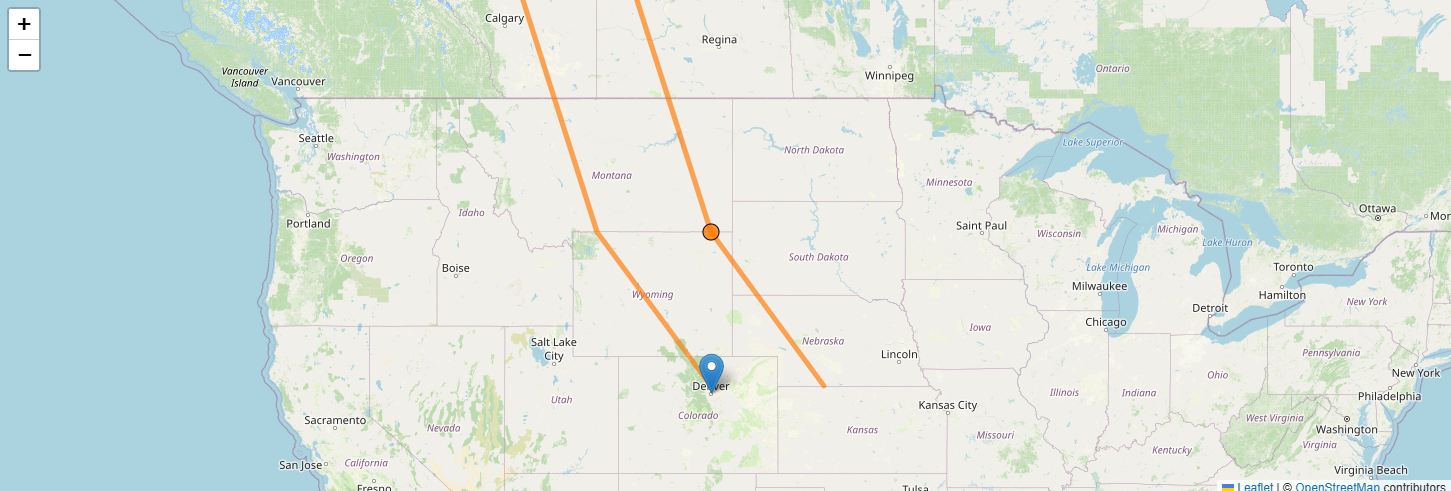 +
Calgary
Regina
−
Ontario
Vancouver
Island
Vancouver
Winnipeg
Seattle
Washington
North Dakota
Lake Superior
Montana
Minnesota
Idaho
Portland
Ottawa
Mon
Saint Paul
Wisconsin
Michigan
Lake Huron
Oregon
South Dakota
Boise
Lake Michigan
Toronto
Milwaukee
Hamilton
Wyoming
New York
Detroit
Chicago
Iowa
Salt Lake
City
Nebraska
Lincoln
Pennsylvania
New York
Denver
Ohio
Utah
Illinois
Indiana
Philadelphia
Kansas City
Colorado
Sacramento
Nevada
Kansas
Missouri
West Virginia
Washington
Virginia
Kentucky
San Jose
California
Virginia Beach
Fresno
Tulsa
Leaflet | © OpenStreetMap contributors